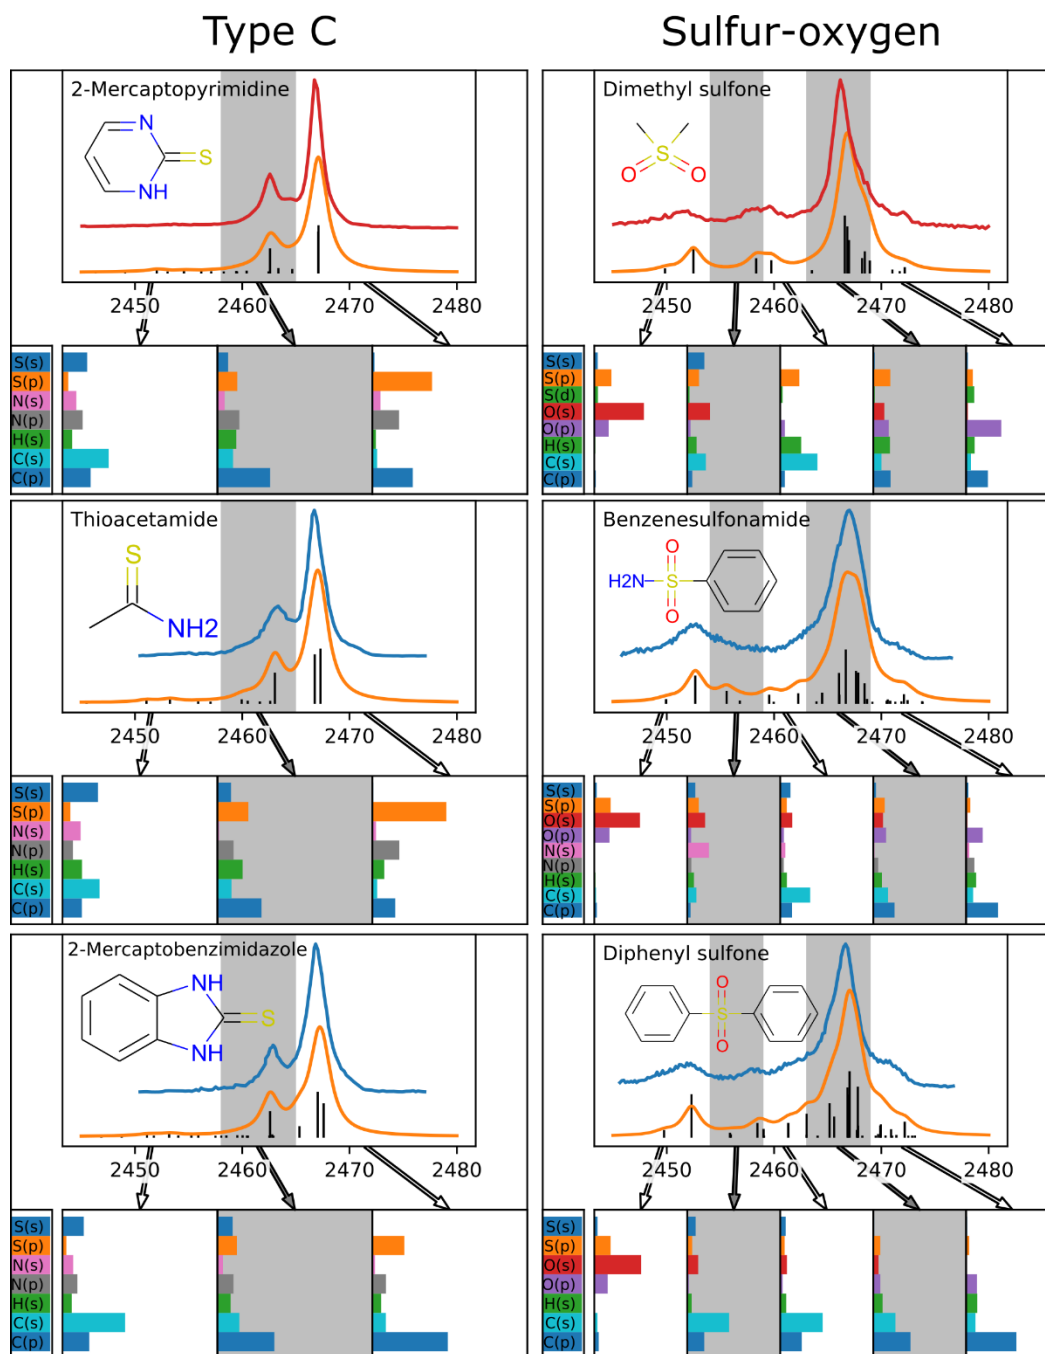 Type C
Sulfur-oxygen
2-Mercaptopyrimidine
N
S
NH
2450 2460 2470 2480
S(s)
S(p)
N(s)
N(p)
H(s)
C(s)
C(p)
Dimethyl sulfone
S
O O
2450 2460 2470 2480
S(s)
S(p)
S(d)
O(s)
O(p)
H(s)
C(s)
C(p)
Thioacetamide
S
NH2
2450 2460 2470 2480
S(s)
S(p)
N(s)
N(p)
H(s)
C(s)
C(p)
Benzenesulfonamide
O
H2N S
O
2450 2460 2470 2480
S(s)
S(p)
O(s)
O(p)
N(s)
N(p)
H(s)
C(s)
C(p)
2-Mercaptobenzimidazole
NH
S
NH
2450 2460 2470 2480
S(s)
S(p)
N(s)
N(p)
H(s)
C(s)
C(p)
Diphenyl sulfone
O
S
O
2450 2460 2470 2480
S(s)
S(p)
O(s)
O(p)
H(s)
C(s)
C(p)